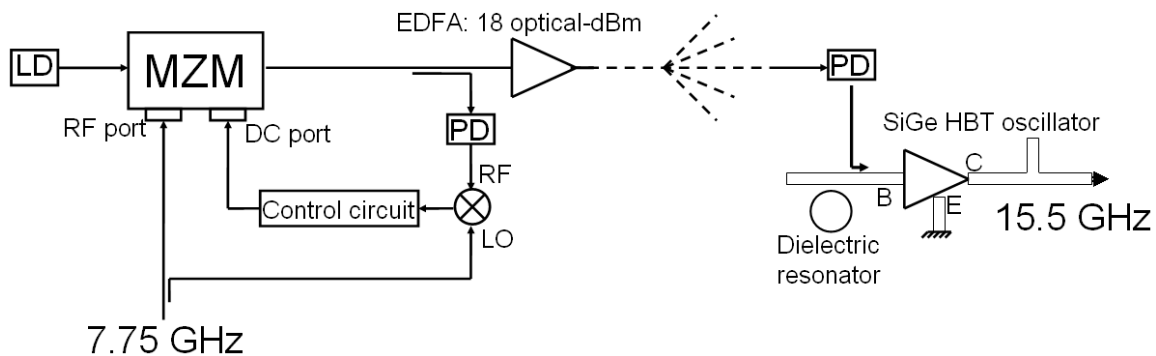 EDFA: 18 optical-dBm
LD
MZM
PD
RF port
DC port
PD
SiGe HBT oscillator
RF
C
B
E
Control circuit
LO
15.5 GHz
Dielectric
resonator
7.75 GHz